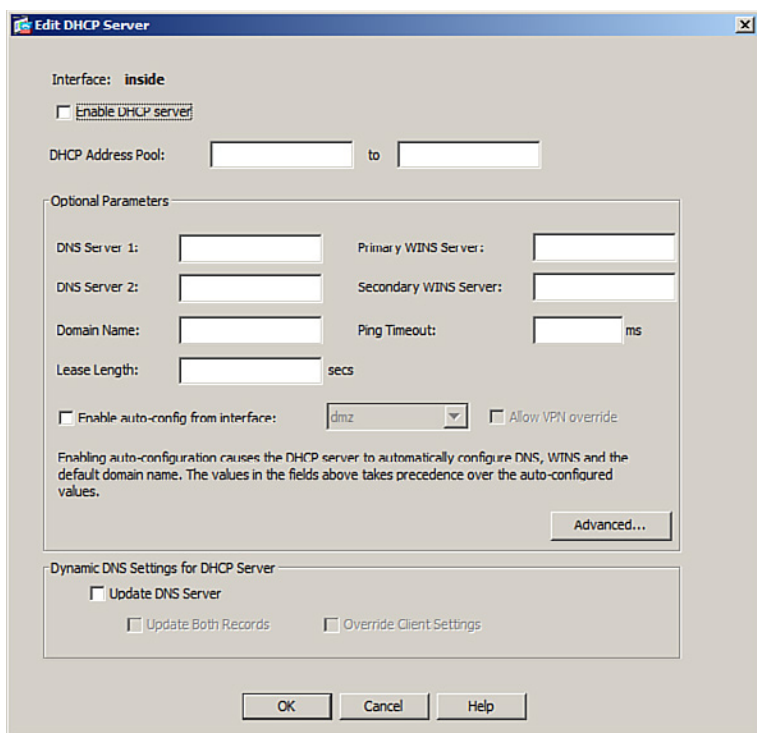 Edit DHCP Server
Interface: inside
Enable DHCP server
DHCP Address Pool: to
Optional Parameters
DNS Server 1: Primary WINS Server:
DNS Server 2: Secondary WINS Server:
Domain Name: Ping Timeout: ms
Lease Length: secs
Enable auto-config from interface: dmz Allow VPN override
Enabling auto-configuration causes the DHCP server to automatically configure DNS, WINS and the
default domain name. The values in the fields above takes precedence over the auto-configured
values.
Advanced...
Dynamic DNS Settings for DHCP Server
Update DNS Server
Update Both Records Override Client Settings
OK Cancel Help